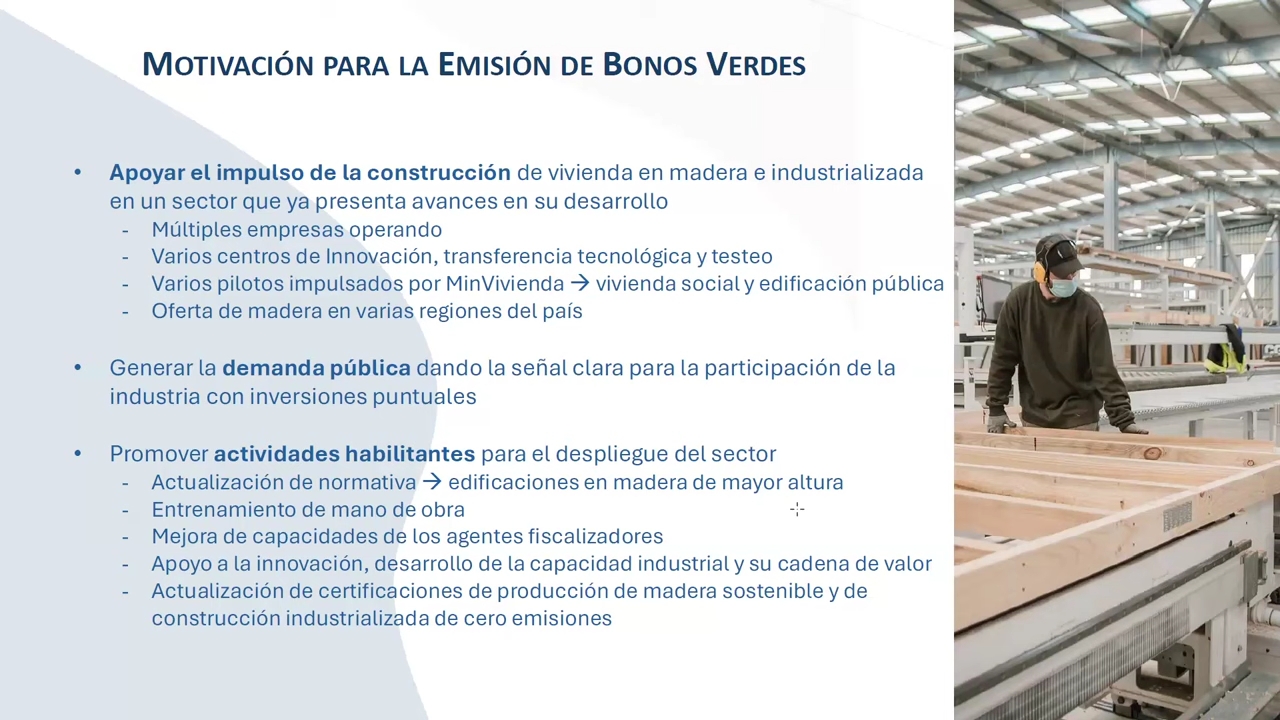 MOTIVACIÓN PARA LA EMISIÓN DE BONOS VERDES
• Apoyar el impulso de la construcción de vivienda en madera e industrializada
en un sector que ya presenta avances en su desarrollo
- Múltiples empresas operando
- Varios centros de Innovación, transferencia tecnológica y testeo
- Varios pilotos impulsados por MinVivienda → vivienda social y edificación pública
- Oferta de madera en varias regiones del país
• Generar la demanda pública dando la señal clara para la participación de la
industria con inversiones puntuales
• Promover actividades habilitantes para el despliegue del sector
- Actualización de normativa → edificaciones en madera de mayor altura
- Entrenamiento de mano de obra
- Mejora de capacidades de los agentes fiscalizadores
- Apoyo a la innovación, desarrollo de la capacidad industrial y su cadena de valor
- Actualización de certificaciones de producción de madera sostenible y de
construcción industrializada de cero emisiones